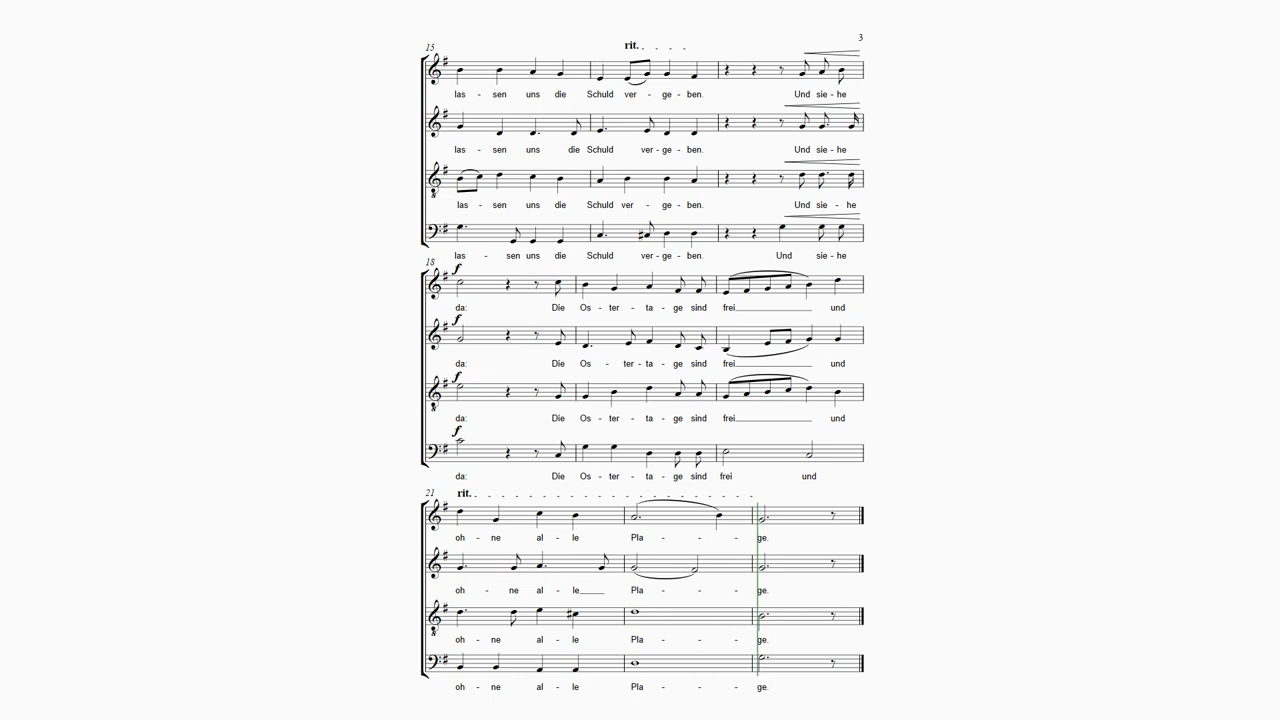 3
15
rit.
las - sen uns die Schuld ver - ge - ben. Und sie - he
las - sen uns die Schuld ver - ge - ben. Und sie - he
las - sen uns die Schuld ver - ge - ben. Und sie - he
las - sen uns die Schuld ver - ge - ben. Und sie - he
18
f
da: Die Os - ter - ta - ge sind frei und
f
da: Die Os - ter - ta - ge sind frei und
f
da: Die Os - ter - ta - ge sind frei und
f
da: Die Os - ter - ta - ge sind frei und
21
rit.
oh - ne al - le Pla - - - ge.
oh - ne al - le Pla - - - ge.
oh - ne al - le Pla - - - ge.
oh - ne al - le Pla - - - ge.